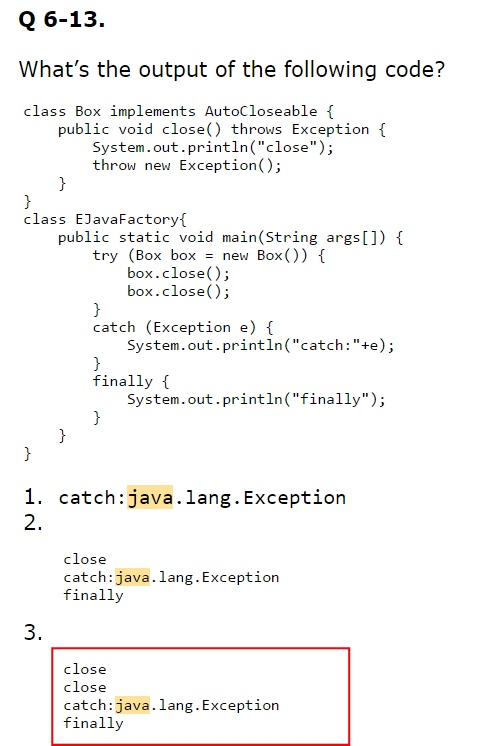 Q 6-13.
What's the output of the following code?
class Box implements AutoCloseable {
    public void close() throws Exception {
        System.out.println("close");
        throw new Exception();
    }
}
class EJavaFactory{
    public static void main(String args[]) {
        try (Box box = new Box()) {
            box.close();
            box.close();
        }
        catch (Exception e) {
            System.out.println("catch:"+e);
        }
        finally {
            System.out.println("finally");
        }
    }
}
1. catch:java.lang.Exception
2.
close
catch:java.lang.Exception
finally
3.
close
close
catch:java.lang.Exception
finally